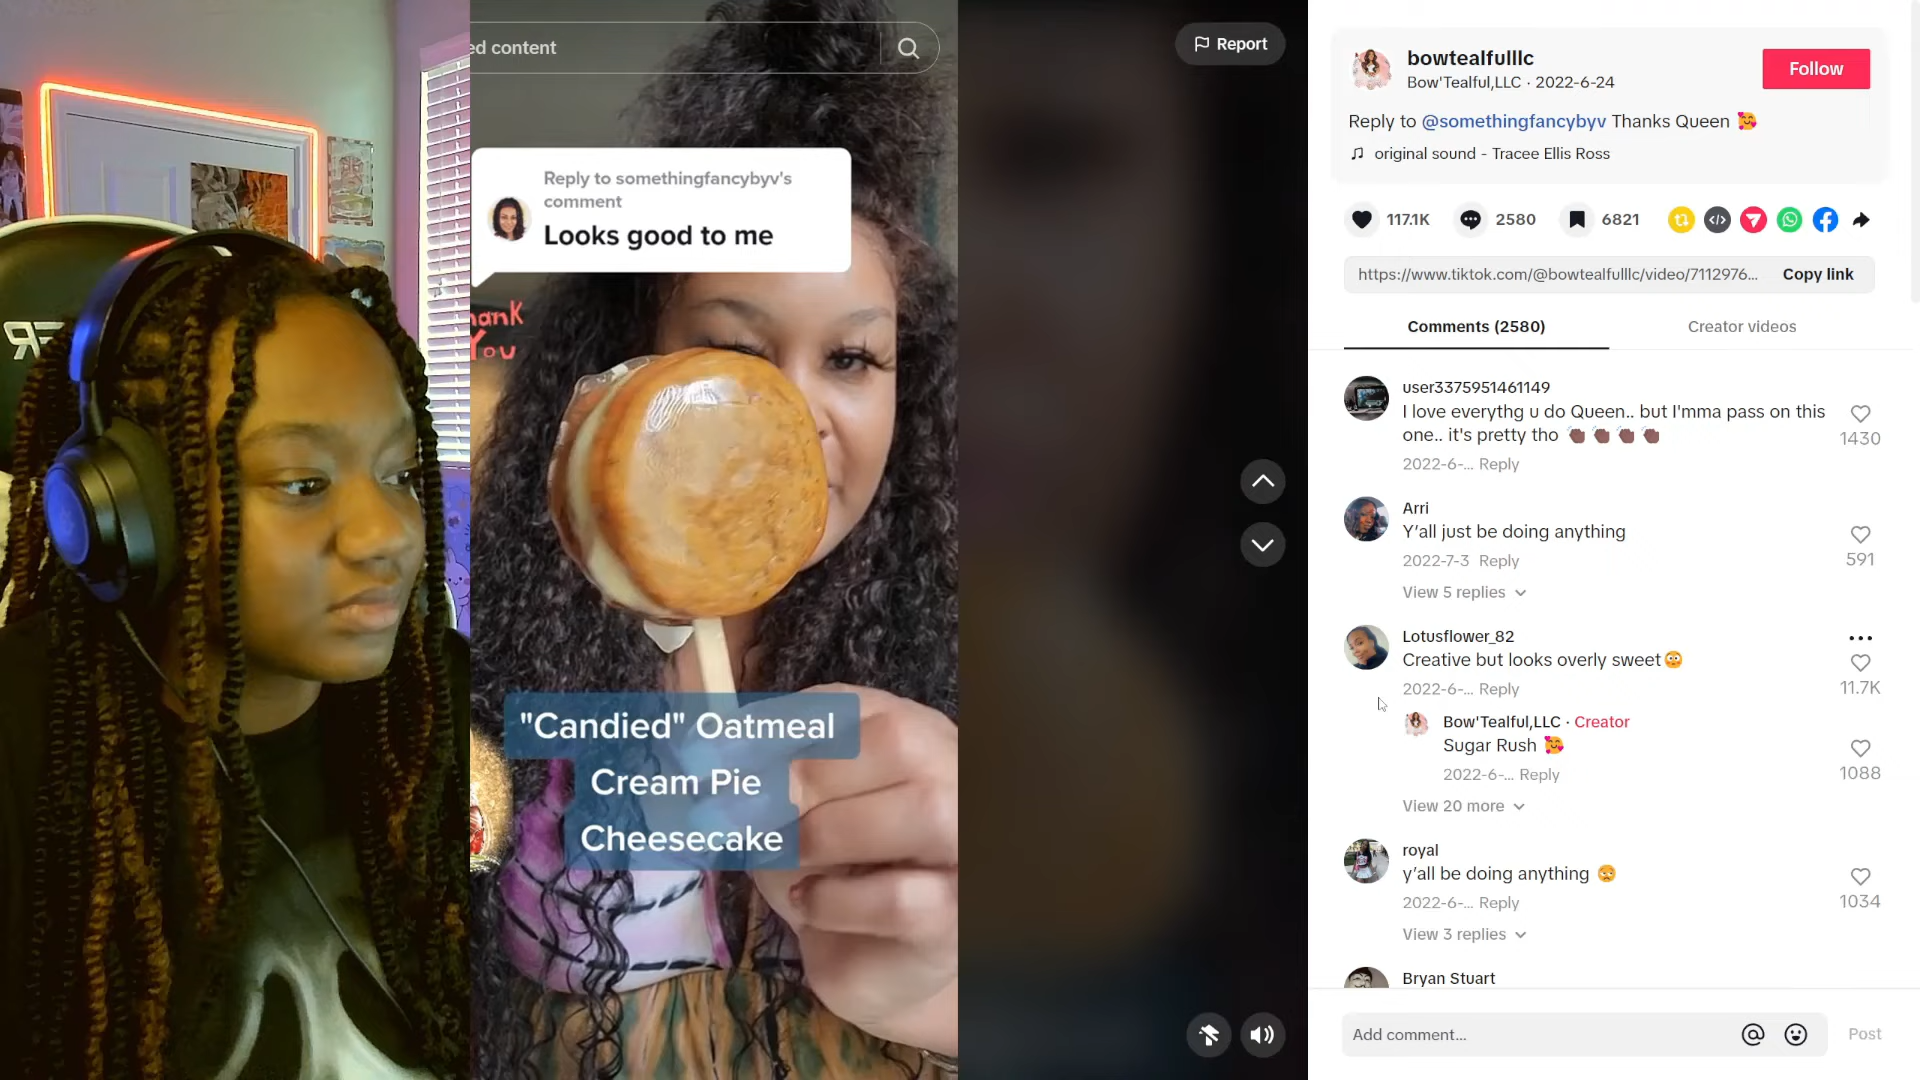 ed content
Report
Reply to somethingfancybyv's
comment
Looks good to me
hank
You
"Candied" Oatmeal
Cream Pie
Cheesecake
bowtealfulllc
Bow'Tealful,LLC · 2022-6-24
Follow
Reply to @somethingfancybyv Thanks Queen 🥰
original sound - Tracee Ellis Ross
117.1K
2580
6821
https://www.tiktok.com/@bowtealfulllc/video/7112976...
Copy link
Comments (2580)
Creator videos
user3375951461149
I love everythg u do Queen.. but I'mma pass on this
one.. it's pretty tho 👏🏾 👏🏾 👏🏾 👏🏾
1430
2022-6-... Reply
Arri
Y'all just be doing anything
2022-7-3 Reply
591
View 5 replies
Lotusflower_82
Creative but looks overly sweet😳
2022-6-... Reply
11.7K
Bow'Tealful,LLC · Creator
Sugar Rush 🥰
2022-6-... Reply
1088
View 20 more
royal
y'all be doing anything 😳
2022-6-... Reply
1034
View 3 replies
Bryan Stuart
Add comment...
Post